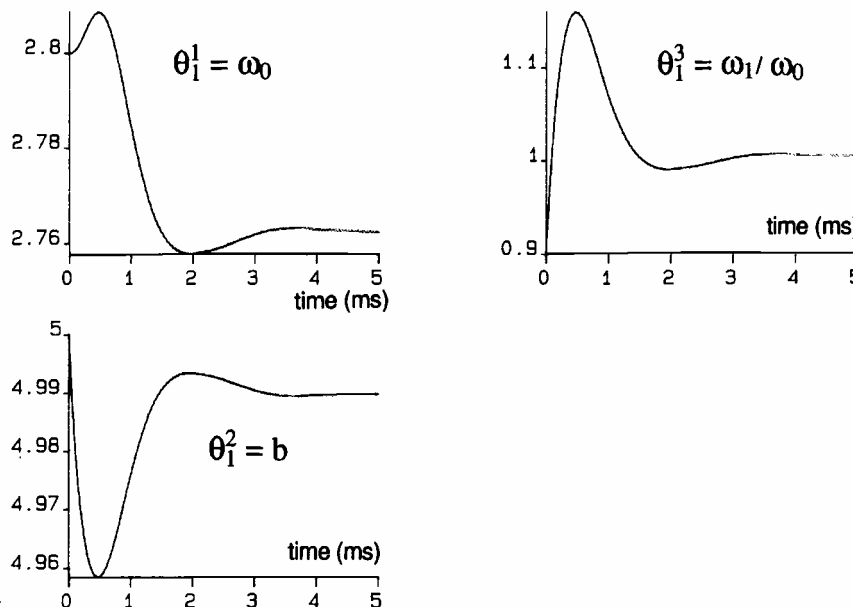 2.8
2.78
2.76
θ₁¹ = ω₀
0 1 2 3 4 5
time (ms)
1.1
1
0.9
θ₁³ = ω₁/ ω₀
time (ms)
0 1 2 3 4 5
5
4.99
4.98
4.97
4.96
θ₁² = b
time (ms)
0 1 2 3 4 5